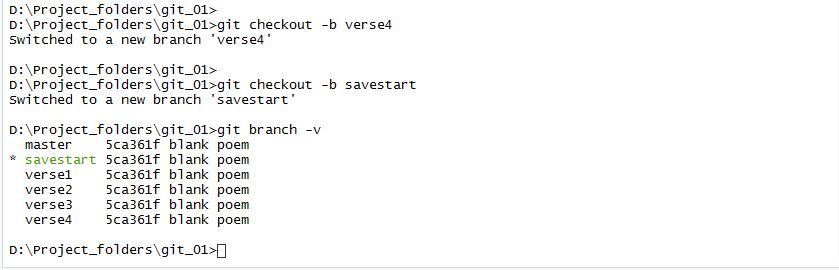 D:\Project_folders\git_01>
D:\Project_folders\git_01>git checkout -b verse4
Switched to a new branch 'verse4'
D:\Project_folders\git_01>
D:\Project_folders\git_01>git checkout -b savestart
Switched to a new branch 'savestart'
D:\Project_folders\git_01>git branch -v
  master    5ca361f blank poem
* savestart 5ca361f blank poem
  verse1    5ca361f blank poem
  verse2    5ca361f blank poem
  verse3    5ca361f blank poem
  verse4    5ca361f blank poem
D:\Project_folders\git_01>